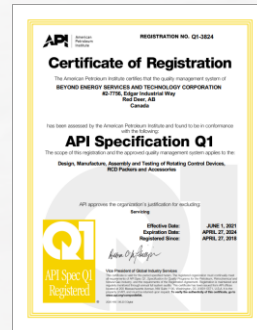 API
American
Petroleum
Institute
REGISTRATION NO. Q1-3824
Certificate of Registration
The American Petroleum Institute certifies that the quality management system of
BEYOND ENERGY SERVICES AND TECHNOLOGY CORPORATION
#2-7758, Edgar Industrial Way
Red Deer, AB
Canada
has been assessed by the American Petroleum Institute and found to be in conformance
with the following:
API Specification Q1
The scope of this registration and the approved quality management system applies to the:
Design, Manufacture, Assembly and Testing of Rotating Control Devices,
RCD Packers and Accessories
API approves the organization's justification for excluding:
Servicing
Effective Date: JUNE 1, 2021
Expiration Date: APRIL 27, 2024
Registered Since: APRIL 27, 2018
Q1
API Spec Q1
Registered
Vice President of Global Industry Services